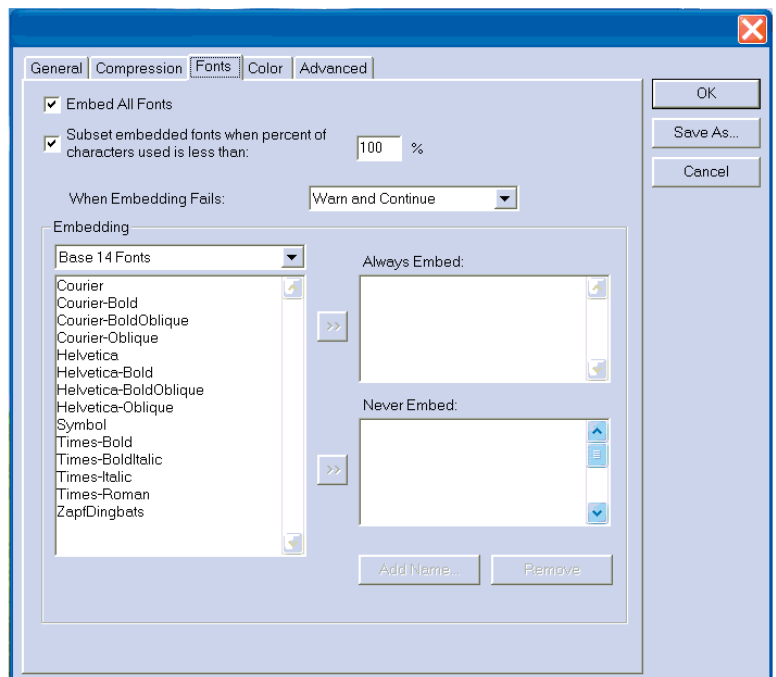 General Compression Fonts Color Advanced
Embed All Fonts
Subset embedded fonts when percent of
characters used is less than:
100 %
When Embedding Fails: Warn and Continue
Embedding
Base 14 Fonts
Courier
Courier-Bold
Courier-BoldOblique
Courier-Oblique
Helvetica
Helvetica-Bold
Helvetica-BoldOblique
Helvetica-Oblique
Symbol
Times-Bold
Times-BoldItalic
Times-Italic
Times-Roman
ZapfDingbats
>>
>>
Always Embed:
Never Embed:
Add Name... Remove
OK
Save As...
Cancel